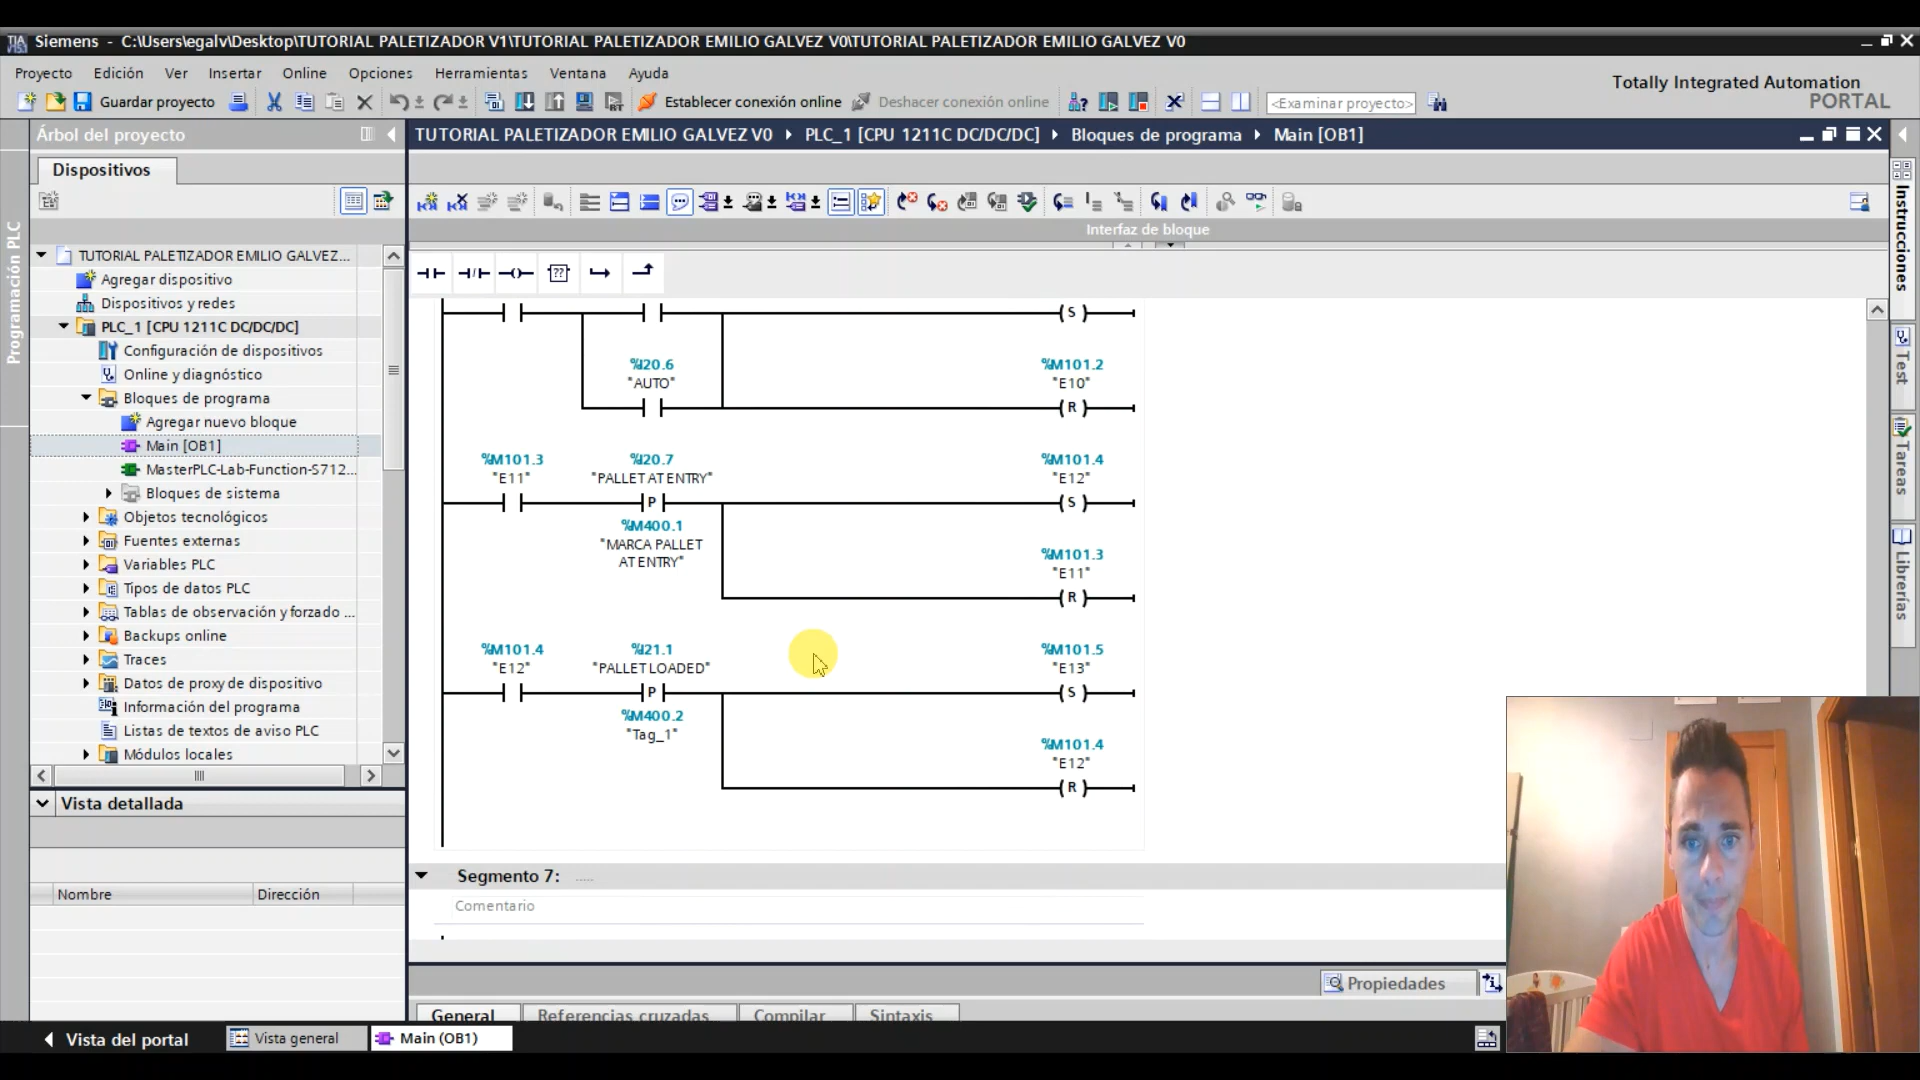 Siemens - C:\Users\egalv\Desktop\TUTORIAL PALETIZADOR V1\TUTORIAL PALETIZADOR EMILIO GALVEZ V0\TUTORIAL PALETIZADOR EMILIO GALVEZ V0
Proyecto Edición Ver Insertar Online Opciones Herramientas Ventana Ayuda
Totally Integrated Automation
PORTAL
Guardar proyecto
Establecer conexión online
Deshacer conexión online
<Examinar proyecto>
Árbol del proyecto
TUTORIAL PALETIZADOR EMILIO GALVEZ V0 PLC_1 [CPU 1211C DC/DC/DC] Bloques de programa Main [OB1]
Dispositivos
Interfaz de bloque
Programación PLC
TUTORIAL PALETIZADOR EMILIO GALVEZ...
Agregar dispositivo
Dispositivos y redes
PLC_1 [CPU 1211C DC/DC/DC]
Configuración de dispositivos
Online y diagnóstico
Bloques de programa
Agregar nuevo bloque
Main [OB1]
MasterPLC-Lab-Function-S712...
Bloques de sistema
Objetos tecnológicos
Fuentes externas
Variables PLC
Tipos de datos PLC
Tablas de observación y forzado ...
Backups online
Traces
Datos de proxy de dispositivo
Información del programa
Listas de textos de aviso PLC
Módulos locales
Vista detallada
Nombre Dirección
??
S
%I20.6
"AUTO"
%M101.2
"E10"
R
%M101.3
"E11"
%I20.7
"PALLET AT ENTRY"
%M101.4
"E12"
P
S
%M400.1
"MARCA PALLET
AT ENTRY"
%M101.3
"E11"
R
%M101.4
"E12"
%I21.1
"PALLET LOADED"
%M101.5
"E13"
P
S
%M400.2
"Tag_1"
%M101.4
"E12"
R
Segmento 7: .....
Comentario
Propiedades
General Referencias cruzadas Compilar Sintaxis
Instrucciones
Test
Tareas
Librerías
Vista del portal
Vista general
Main (OB1)